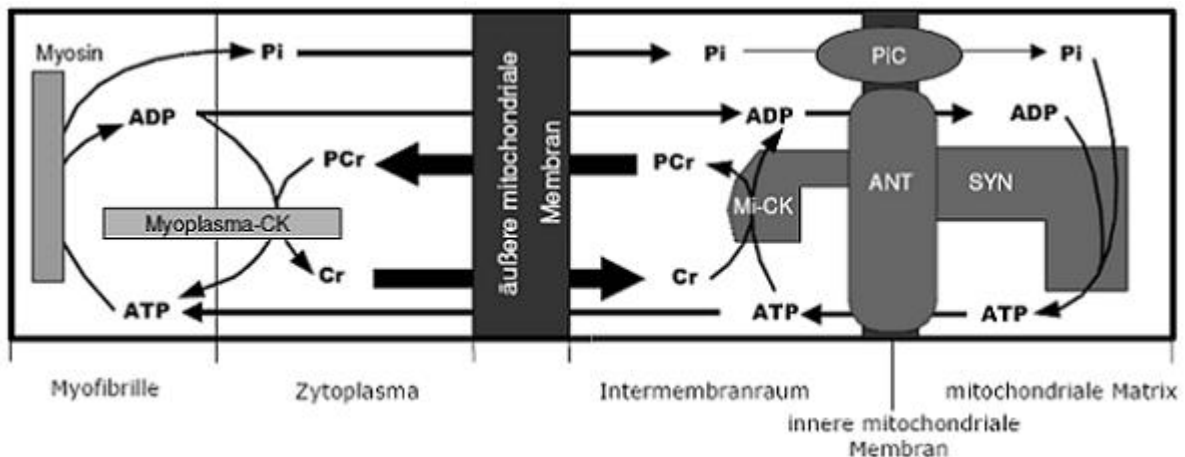 Myosin
Pi
Pi
PIC
Pi
ADP
ADP
ADP
PCr
PCr
ANT
SYN
Myoplasma-CK
Mi-CK
Cr
Cr
ATP
ATP
ATP
äußere mitochondriale
Membran
Myofibrille
Zytoplasma
Intermembranraum
mitochondriale Matrix
innere mitochondriale
Membran